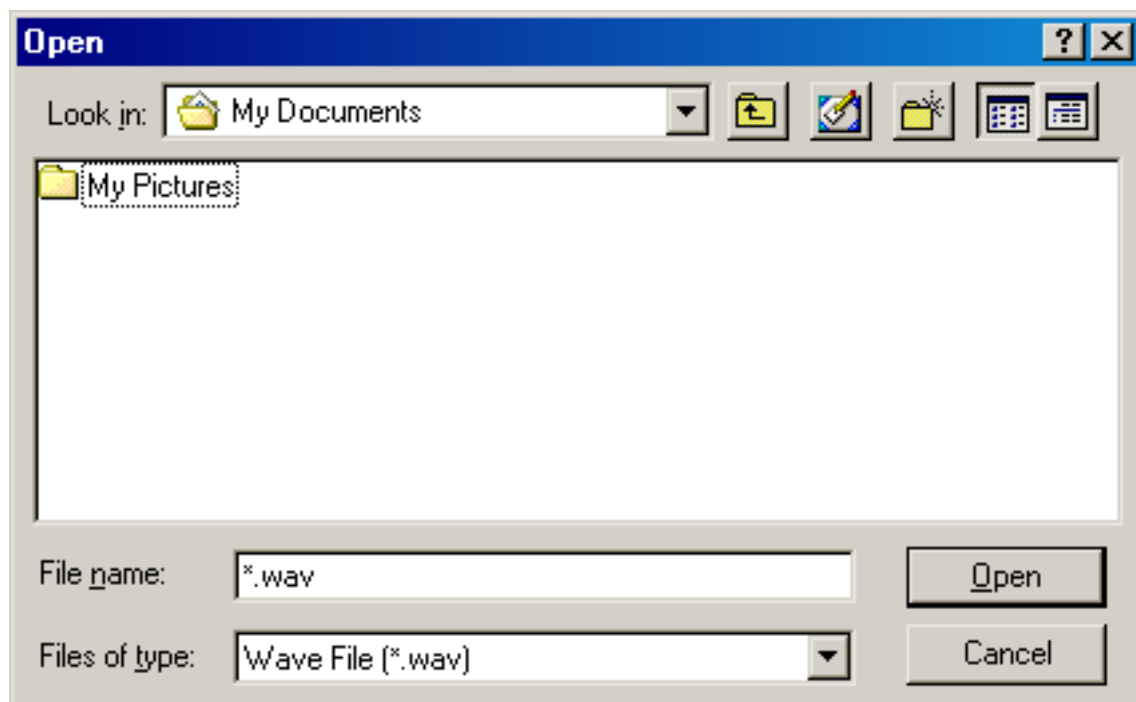 Open
Look in: My Documents
My Pictures
File name: *.wav
Open
Files of type: Wave File (*.wav)
Cancel